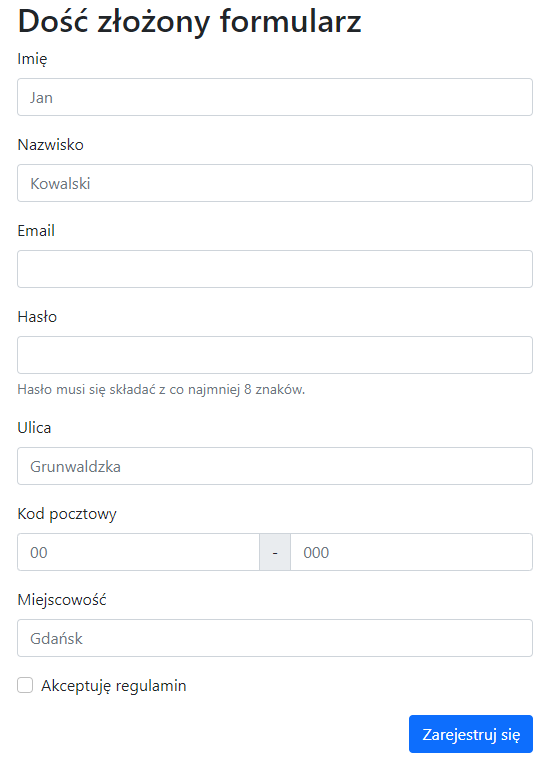 Dość złożony formularz
Imię
Jan
Nazwisko
Kowalski
Email
Hasło
Hasło musi się składać z co najmniej 8 znaków.
Ulica
Grunwaldzka
Kod pocztowy
00 - 000
Miejscowość
Gdańsk
Akceptuję regulamin
Zarejestruj się